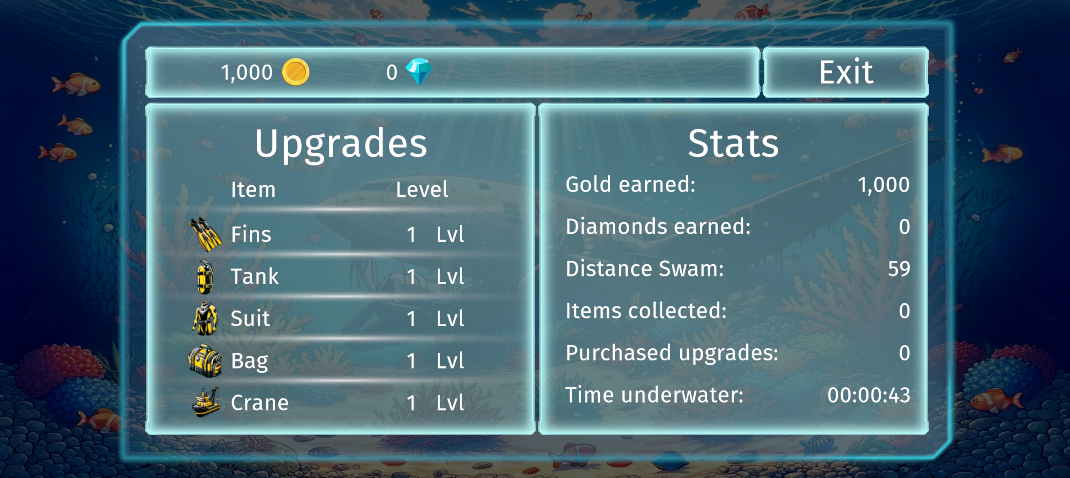 1,000 0 Exit
Upgrades
Item Level
Fins 1 Lvl
Tank 1 Lvl
Suit 1 Lvl
Bag 1 Lvl
Crane 1 Lvl
Stats
Gold earned: 1,000
Diamonds earned: 0
Distance Swam: 59
Items collected: 0
Purchased upgrades: 0
Time underwater: 00:00:43